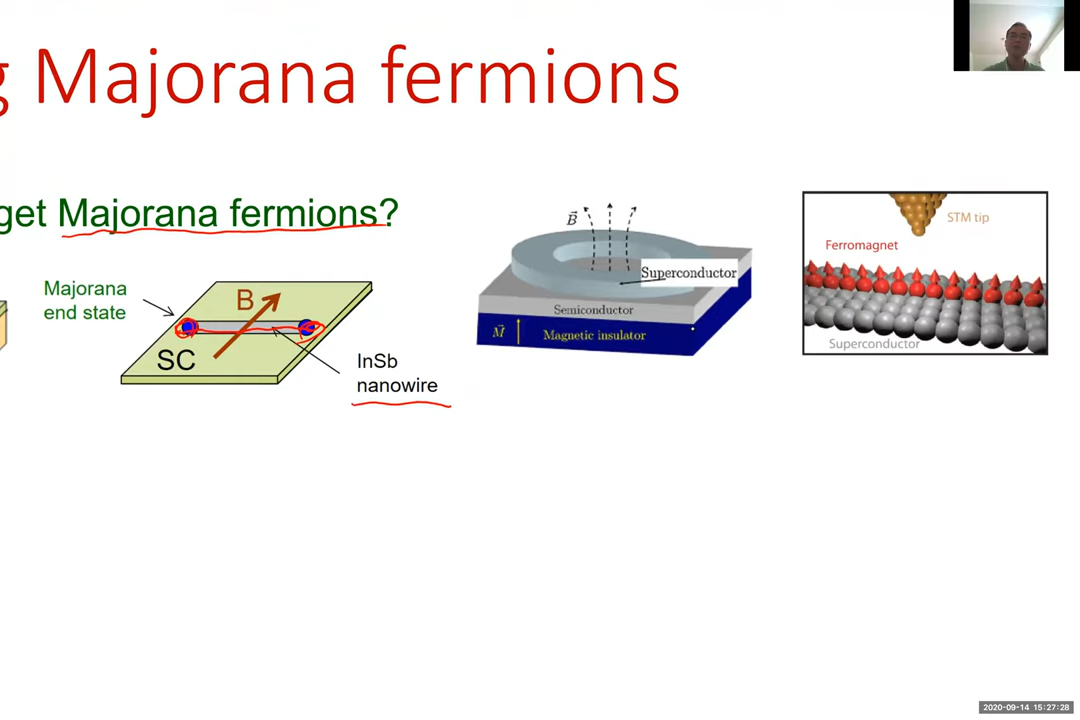 g Majorana fermions
get Majorana fermions?
Majorana
end state
B
SC
InSb
nanowire
B
Superconductor
Semiconductor
M
Magnetic insulator
STM tip
Ferromagnet
Superconductor
2020-09-14 15:27:28